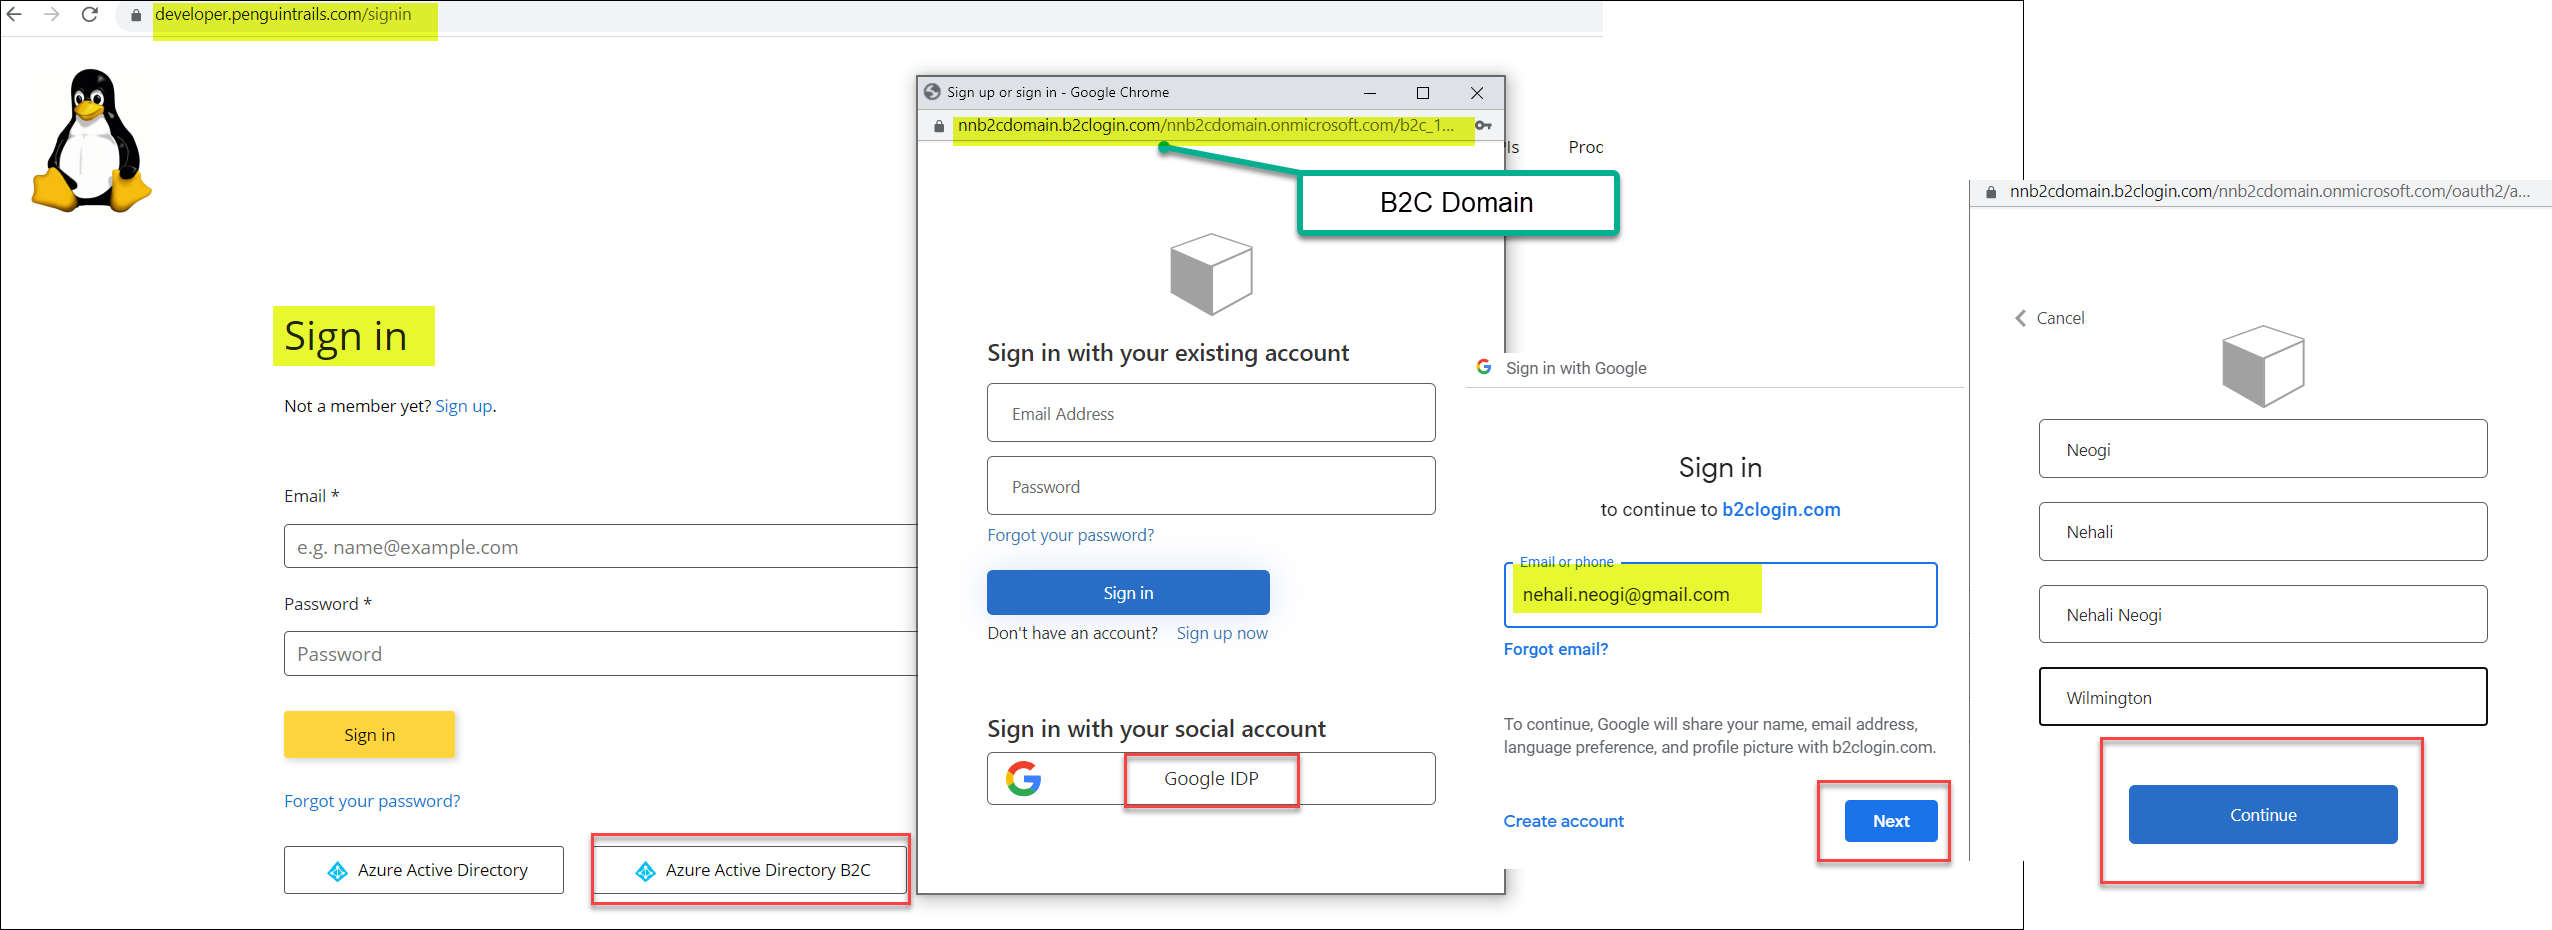 developer.penguintrails.com/signin
Sign in
Not a member yet? Sign up.
Email *
e.g. name@example.com
Password *
Password
Sign in
Forgot your password?
Azure Active Directory
Azure Active Directory B2C
Sign up or sign in - Google Chrome
nnb2cdomain.b2clogin.com/nnb2cdomain.onmicrosoft.com/b2c_1...
B2C Domain
Sign in with your existing account
Email Address
Password
Forgot your password?
Sign in
Don't have an account? Sign up now
Sign in with your social account
Google IDP
Prod
Sign in with Google
Sign in
to continue to b2clogin.com
Email or phone
nehali.neogi@gmail.com
Forgot email?
To continue, Google will share your name, email address,
language preference, and profile picture with b2clogin.com.
Create account
Next
nnb2cdomain.b2clogin.com/nnb2cdomain.onmicrosoft.com/oauth2/a...
Cancel
Neogi
Nehali
Nehali Neogi
Wilmington
Continue